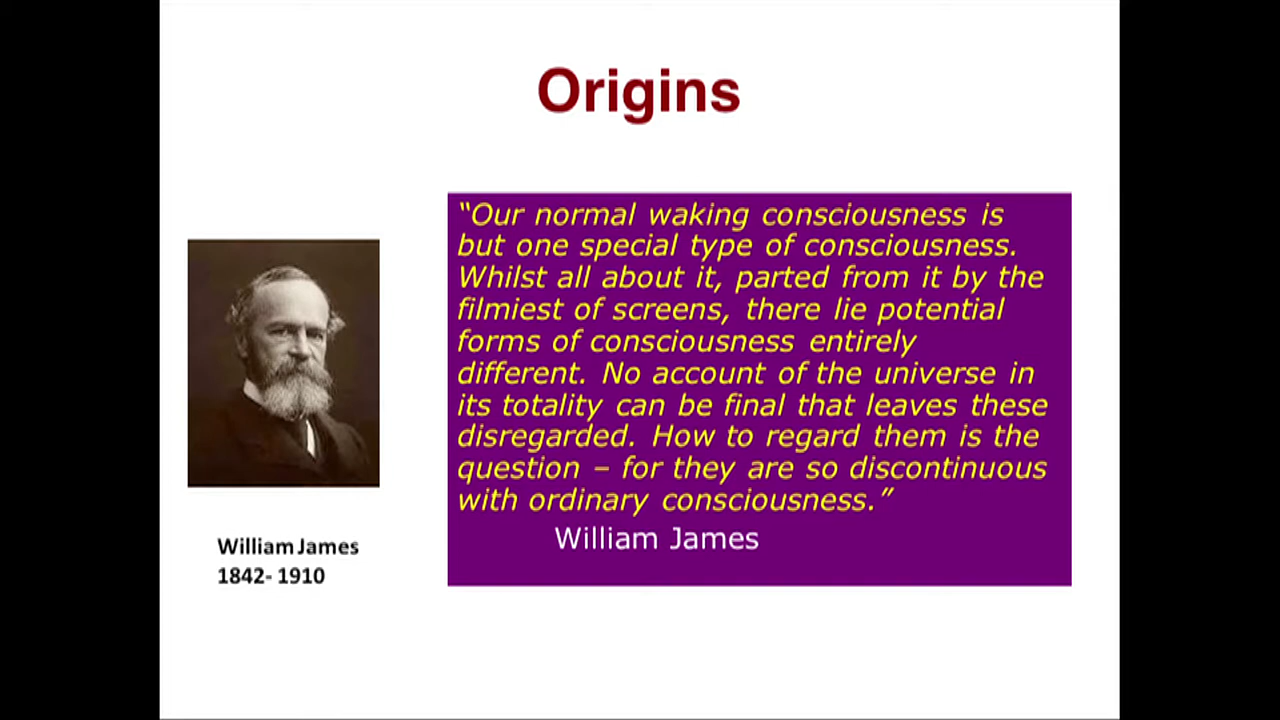 Origins
“Our normal waking consciousness is
but one special type of consciousness.
Whilst all about it, parted from it by the
filmiest of screens, there lie potential
forms of consciousness entirely
different. No account of the universe in
its totality can be final that leaves these
disregarded. How to regard them is the
question – for they are so discontinuous
with ordinary consciousness.”
William James
William James
1842- 1910